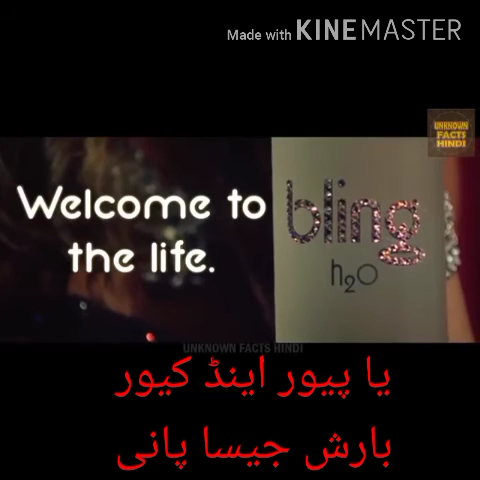 Made with KINEMASTER
UNKNOWN
FACTS
HINDI
Welcome to
the life.
bling
h2O
UNKNOWN FACTS HINDI
یا پیور اینڈ کیور
بارش جیسا پانی